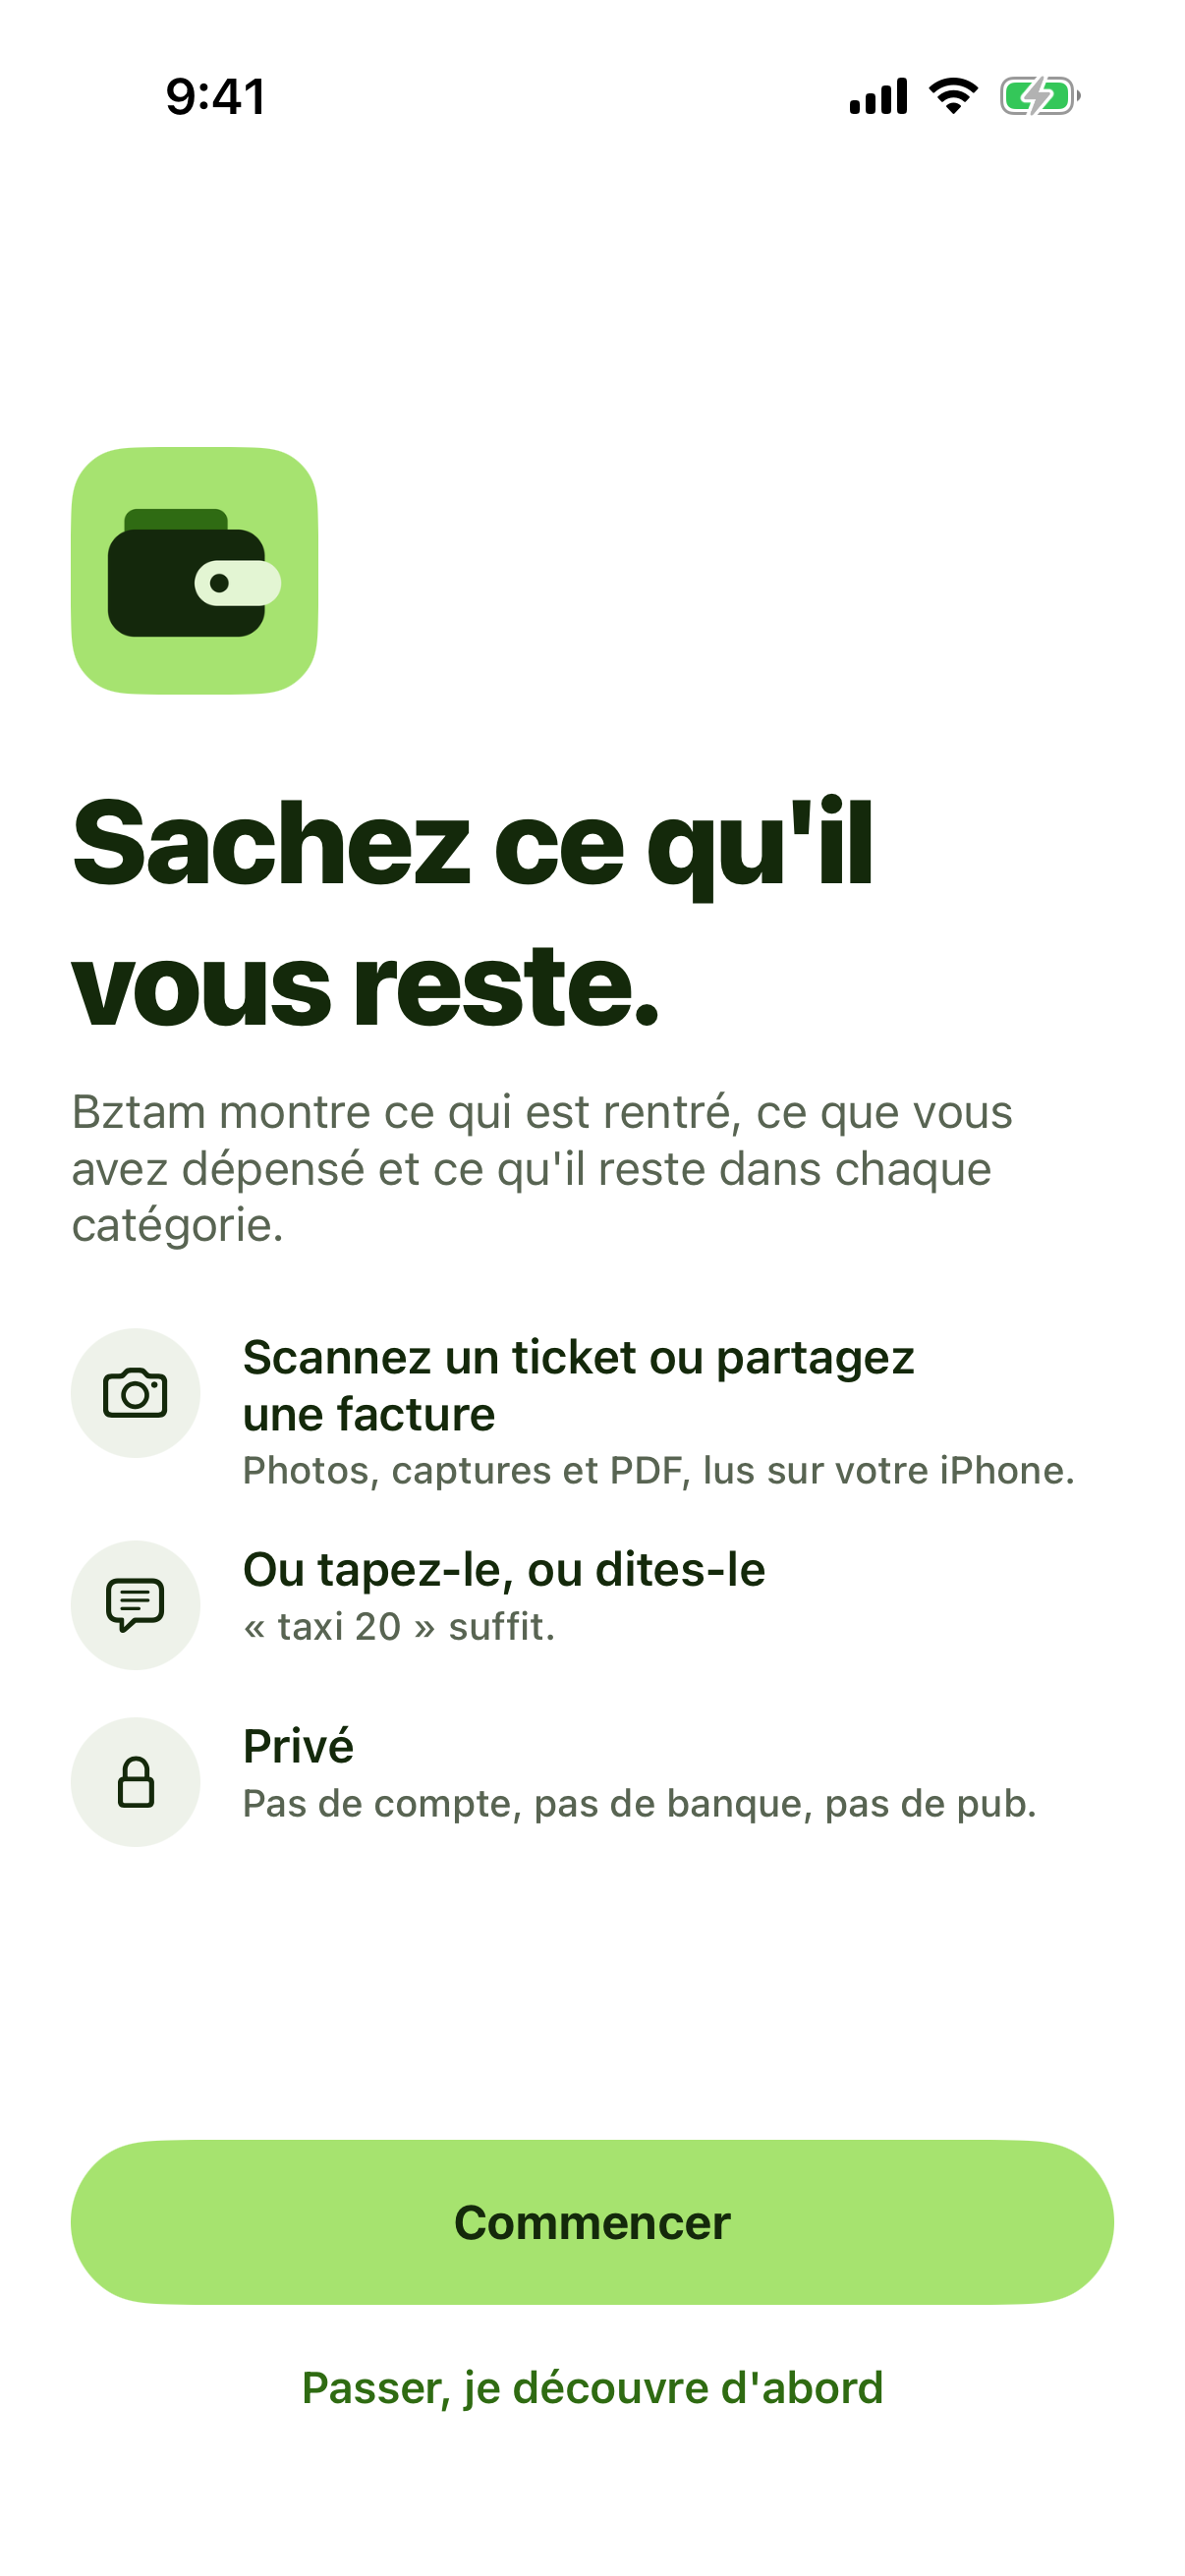 9:41
Sachez ce qu'il
vous reste.
Bztam montre ce qui est rentré, ce que vous
avez dépensé et ce qu'il reste dans chaque
catégorie.
Scannez un ticket ou partagez
une facture
Photos, captures et PDF, lus sur votre iPhone.
Ou tapez-le, ou dites-le
« taxi 20 » suffit.
Privé
Pas de compte, pas de banque, pas de pub.
Commencer
Passer, je découvre d'abord